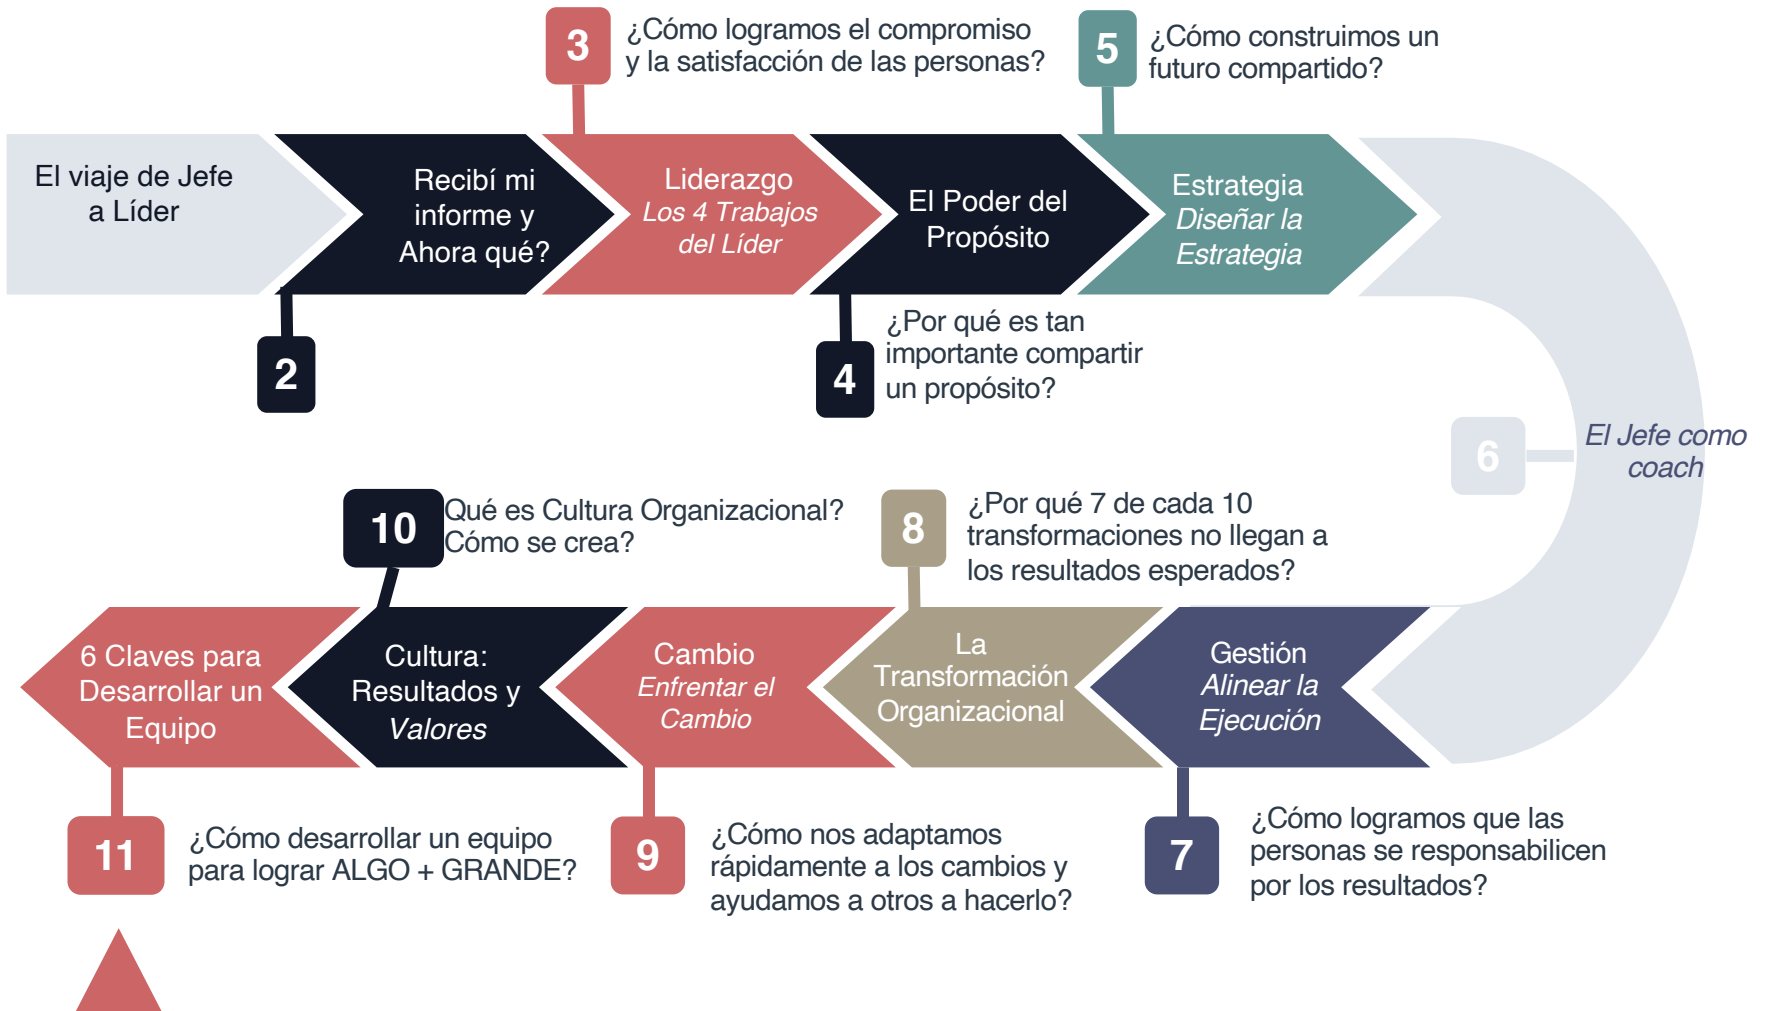 3
¿Cómo logramos el compromiso
y la satisfacción de las personas?
5
¿Cómo construimos un
futuro compartido?
El viaje de Jefe
a Líder
Recibí mi
informe y
Ahora qué?
Liderazgo
Los 4 Trabajos
del Líder
El Poder del
Propósito
Estrategia
Diseñar la
Estrategia
2
4
¿Por qué es tan
importante compartir
un propósito?
6
El Jefe como
coach
10
Qué es Cultura Organizacional?
Cómo se crea?
8
¿Por qué 7 de cada 10
transformaciones no llegan a
los resultados esperados?
6 Claves para
Desarrollar un
Equipo
Cultura:
Resultados y
Valores
Cambio
Enfrentar el
Cambio
La
Transformación
Organizacional
Gestión
Alinear la
Ejecución
11
¿Cómo desarrollar un equipo
para lograr ALGO + GRANDE?
9
¿Cómo nos adaptamos
rápidamente a los cambios y
ayudamos a otros a hacerlo?
7
¿Cómo logramos que las
personas se responsabilicen
por los resultados?